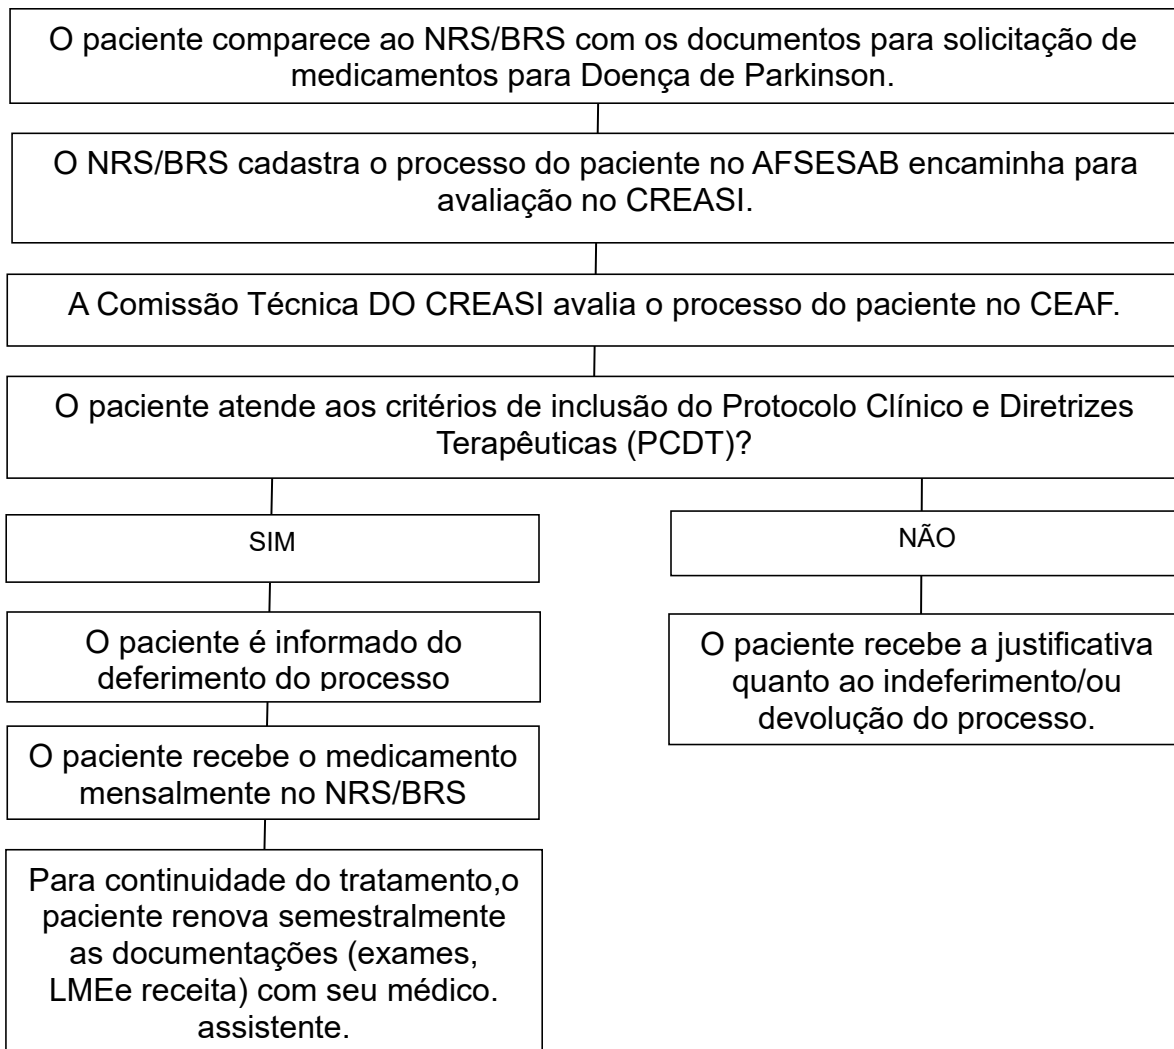 O paciente comparece ao NRS/BRS com os documentos para solicitação de
medicamentos para Doença de Parkinson.
O NRS/BRS cadastra o processo do paciente no AFSESAB encaminha para
avaliação no CREASI.
A Comissão Técnica DO CREASI avalia o processo do paciente no CEAF.
O paciente atende aos critérios de inclusão do Protocolo Clínico e Diretrizes
Terapêuticas (PCDT)?
SIM
O paciente é informado do
deferimento do processo
O paciente recebe o medicamento
mensalmente no NRS/BRS
Para continuidade do tratamento,o
paciente renova semestralmente
as documentações (exames,
LMEe receita) com seu médico.
assistente.
NÃO
O paciente recebe a justificativa
quanto ao indeferimento/ou
devolução do processo.